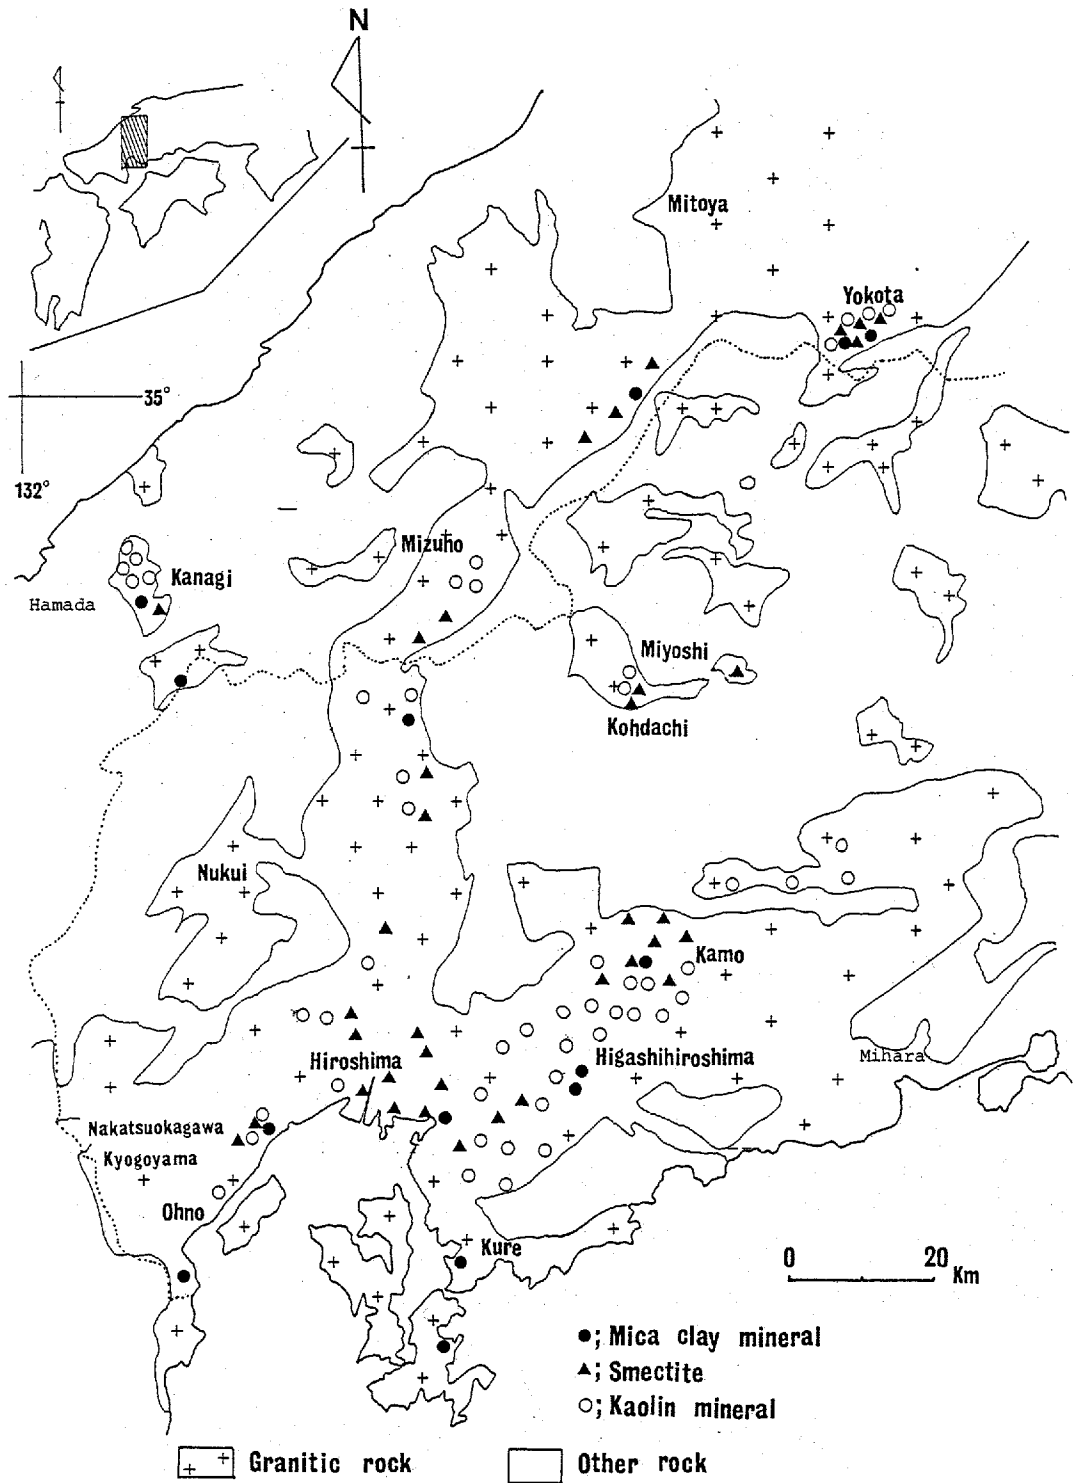 N
Mitoya
Yokota
35°
132°
Mizuho
Kanagi
Hamada
Miyoshi
Kohdachi
Nukui
Kamo
Hiroshima
Higashihiroshima
Mihara
Nakatsuokagawa
Kyogoyama
Ohno
Kure
0 20 Km
●; Mica clay mineral
▲; Smectite
○; Kaolin mineral
+ + Granitic rock
Other rock